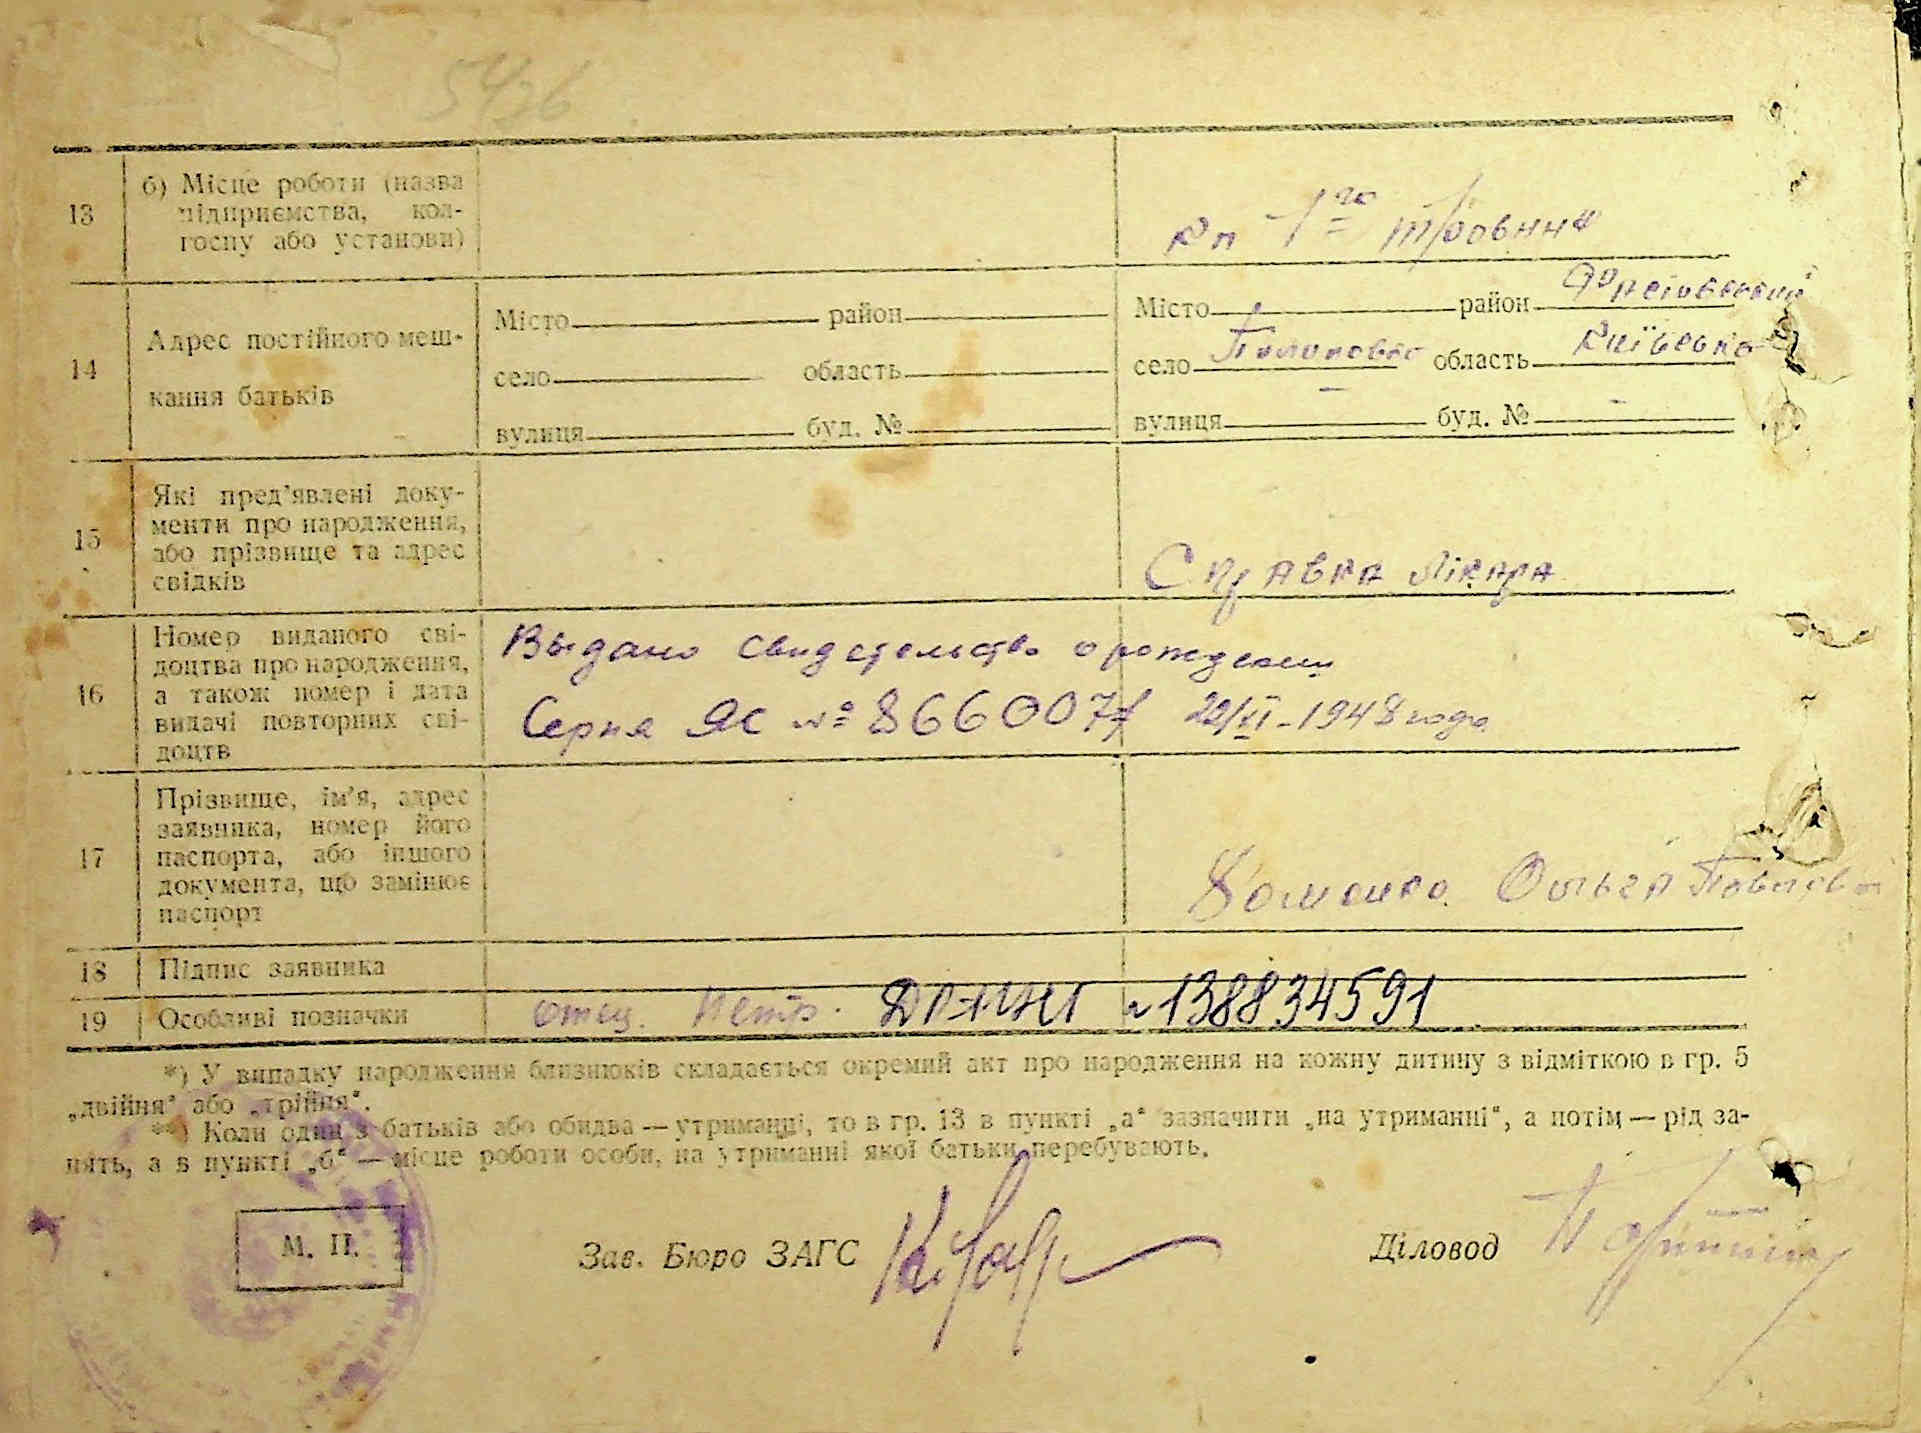 5426
13
б) Місце роботи (назва
підприємства, кол-
госпу або установи)
1го травня
14
Адрес постійного меш-
кання батьків
Місто район
село область
вулиця буд. №
Місто район Фастівський
село область Київська
вулиця — буд. № —
15
Які пред'явлені доку-
менти про народження,
або прізвище та адрес
свідків
Справка лікара
16
Номер виданого сві-
доцтва про народження,
а також номер і дата
видачі повторних сві-
доцтв
Выдано свидетельство о рождении
Серия ЯС № 8660077 1948 года
17
Прізвище, ім'я, адрес
заявника, номер його
паспорта, або іншого
документа, що замінює
паспорт
Ольга Павлов
18
Підпис заявника
19
Особливі позначки
отец Петр. 138834591
*) У випадку народження близнюків складається окремий акт про народження на кожну дитину з відміткою в гр. 5
„двійня" або „трійня".
**) Коли один з батьків або обидва — утриманці, то в гр. 13 в пункті „а" зазначити „на утриманні", а потім — рід за-
нять, а в пункті „б" — місце роботи особи, на утриманні якої батьки перебувають.
М. П.
Зав. Бюро ЗАГС
Діловод